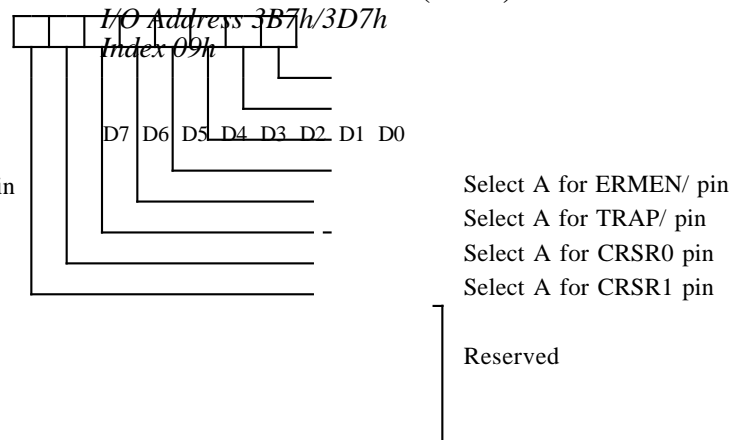 I/O Address 3B7h/3D7h
Index 09h
D7 D6 D5 D4 D3 D2 D1 D0
Select A for ERMEN/ pin
Select A for TRAP/ pin
Select A for CRSR0 pin
Select A for CRSR1 pin
Reserved